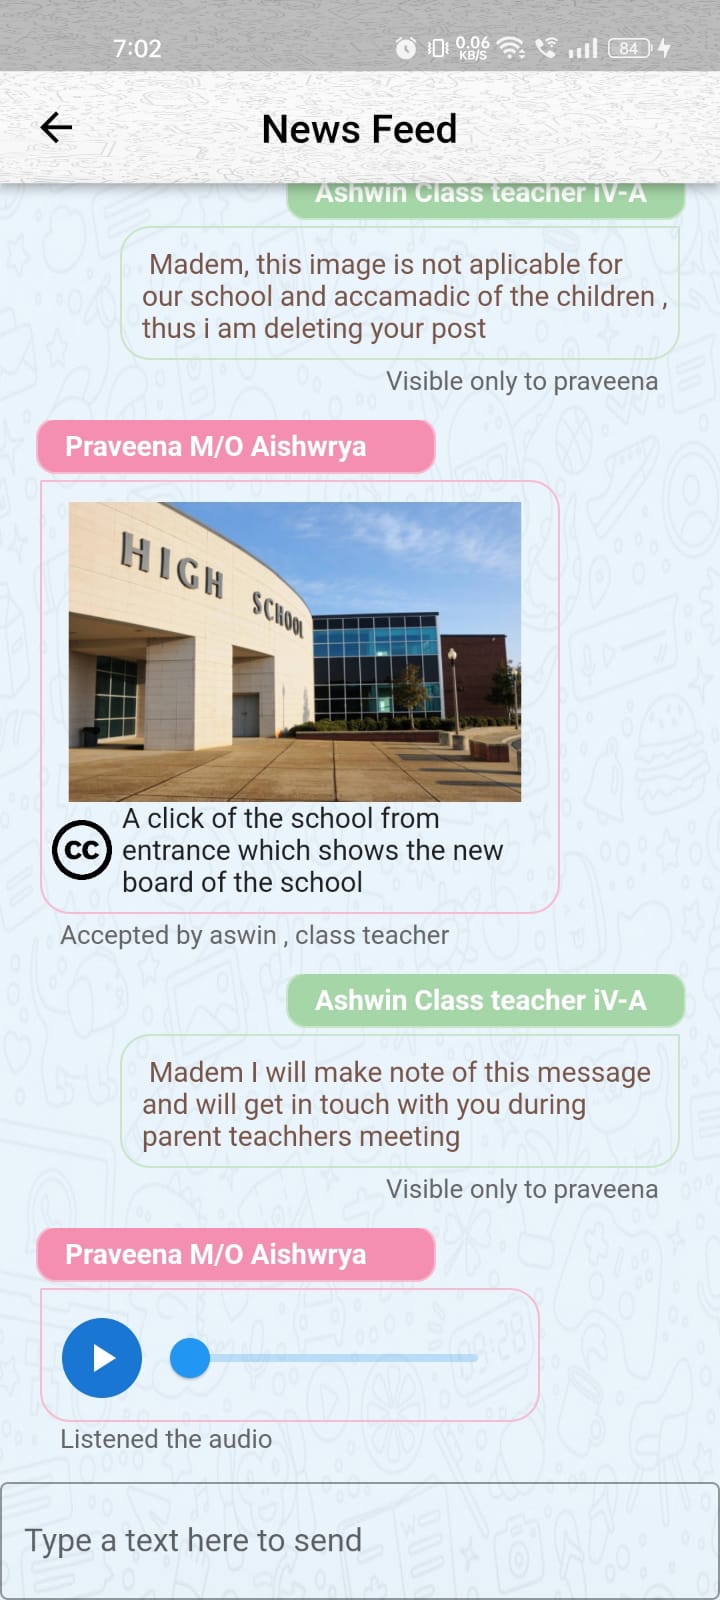 7:02
0.06
KB/S
84
News Feed
Ashwin Class teacher iV-A
Madem, this image is not aplicable for
our school and accamadic of the children ,
thus i am deleting your post
Visible only to praveena
Praveena M/O Aishwrya
HIGH SCHOOL
CC
A click of the school from
entrance which shows the new
board of the school
Accepted by aswin , class teacher
Ashwin Class teacher iV-A
Madem I will make note of this message
and will get in touch with you during
parent teachhers meeting
Visible only to praveena
Praveena M/O Aishwrya
Listened the audio
Type a text here to send